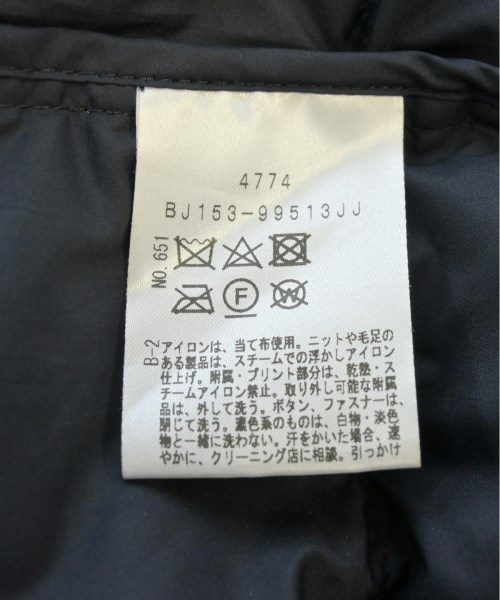 4774
BJ153-99513JJ
NO.651
F
W
B-2
アイロンは、当て布使用。ニットや毛足の
ある製品は、スチームでの浮かしアイロン
仕上げ。附属・プリント部分は、乾熱・ス
チームアイロン禁止。取り外し可能な附属
品は、外して洗う。ボタン、ファスナーは、
閉じて洗う。濃色系のものは、白物・淡色
物と一緒に洗わない。汗をかいた場合、速
やかに、クリーニング店に相談。引っかけ